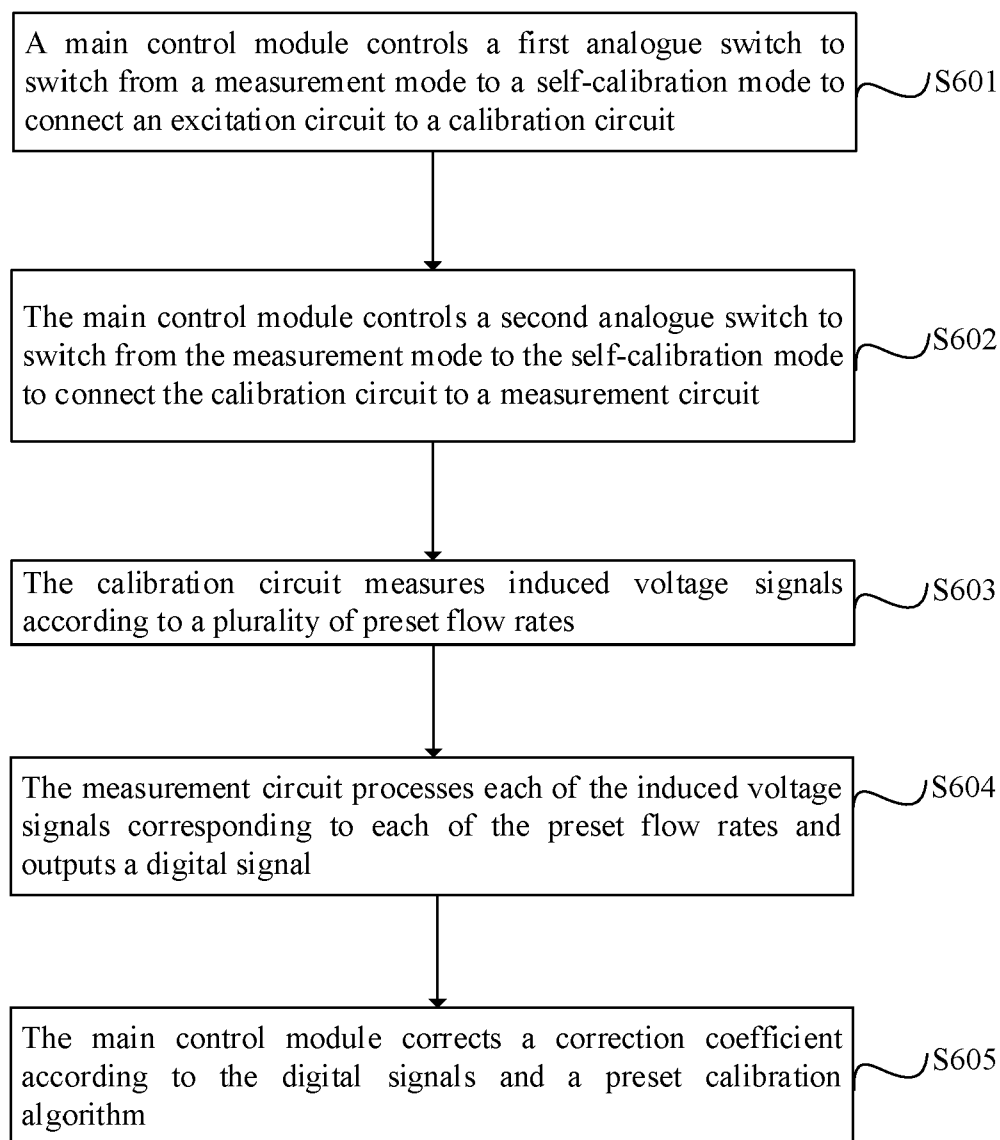 A main control module controls a first analogue switch to
switch from a measurement mode to a self-calibration mode to
connect an excitation circuit to a calibration circuit
S601
The main control module controls a second analogue switch to
switch from the measurement mode to the self-calibration mode
to connect the calibration circuit to a measurement circuit
S602
The calibration circuit measures induced voltage signals
according to a plurality of preset flow rates
S603
The measurement circuit processes each of the induced voltage
signals corresponding to each of the preset flow rates and
outputs a digital signal
S604
The main control module corrects a correction coefficient
according to the digital signals and a preset calibration
algorithm
S605